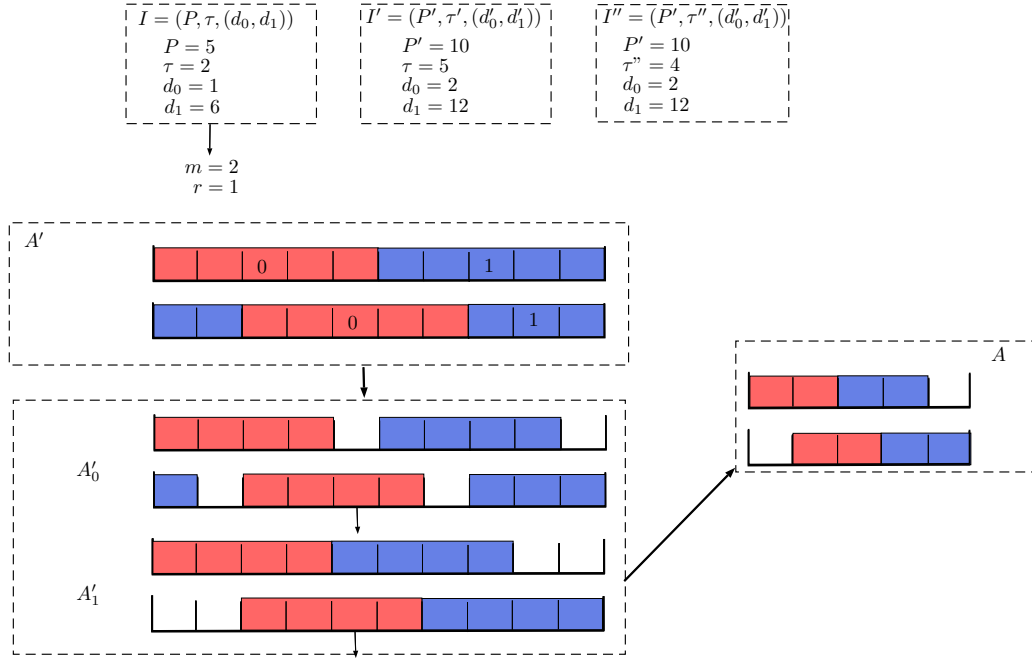 I = (P, τ, (d₀, d₁))
P = 5
τ = 2
d₀ = 1
d₁ = 6
I′ = (P′, τ′, (d′₀, d′₁))
P′ = 10
τ = 5
d₀ = 2
d₁ = 12
I″ = (P′, τ″, (d′₀, d′₁))
P′ = 10
τ” = 4
d₀ = 2
d₁ = 12
m = 2
r = 1
A′
0 1
0 1
A
A′₀
A′₁